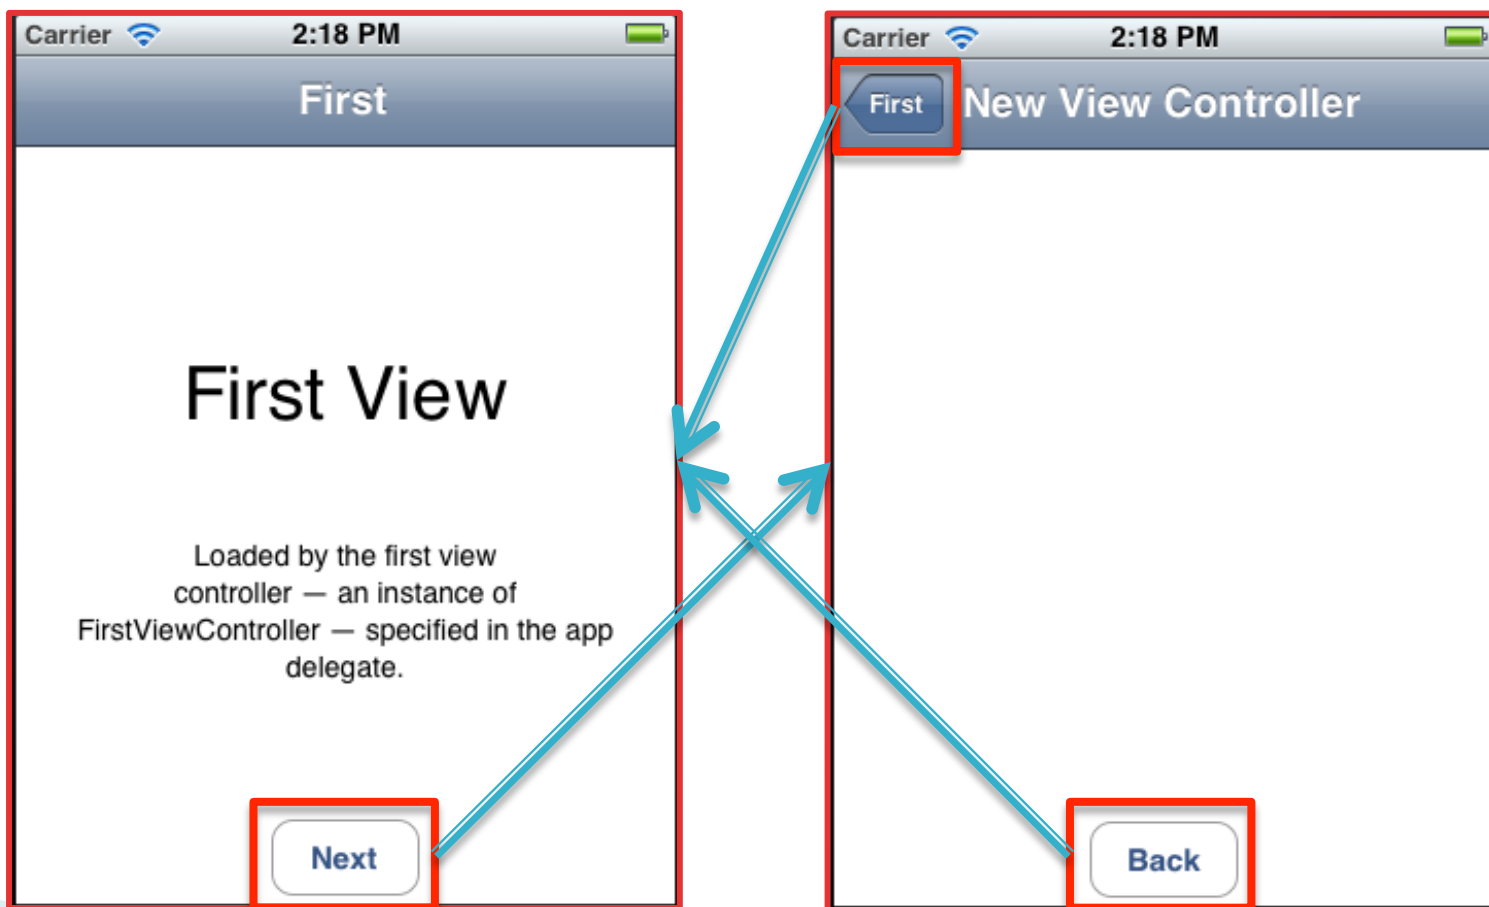 Carrier 2:18 PM
First
First View
Loaded by the first view
controller — an instance of
FirstViewController — specified in the app
delegate.
Next
Carrier 2:18 PM
First New View Controller
Back